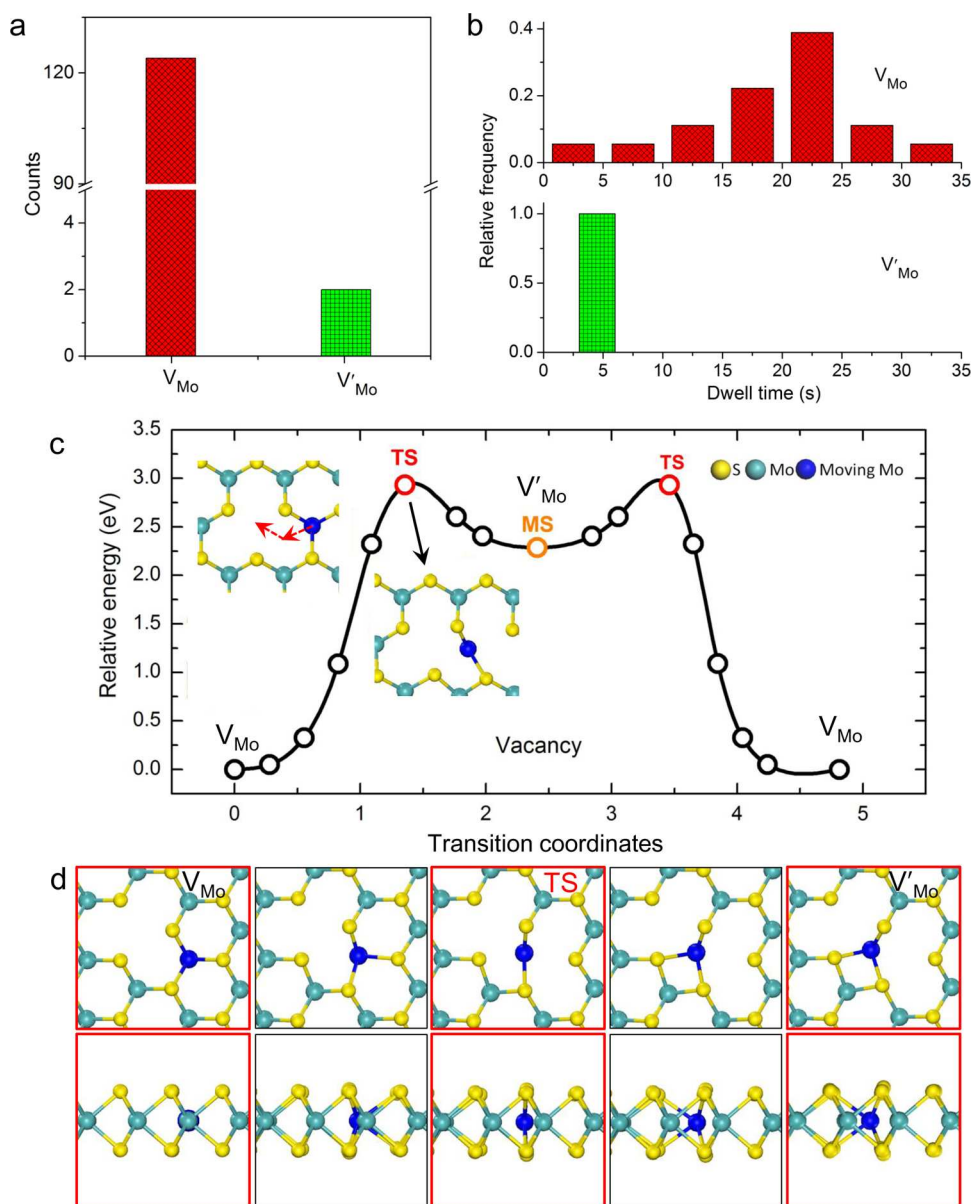 a
120
90
4
2
0
Counts
V_Mo
V′_Mo
b
0.4
0.2
0.0
V_Mo
0 5 10 15 20 25 30 35
Relative frequency
1.0
0.5
0.0
V′_Mo
0 5 10 15 20 25 30 35
Dwell time (s)
c
3.5
3.0
2.5
2.0
1.5
1.0
0.5
0.0
Relative energy (eV)
TS
V′_Mo
MS
TS
S Mo Moving Mo
V_Mo
Vacancy
V_Mo
0 1 2 3 4 5
Transition coordinates
d
V_Mo
TS
V′_Mo